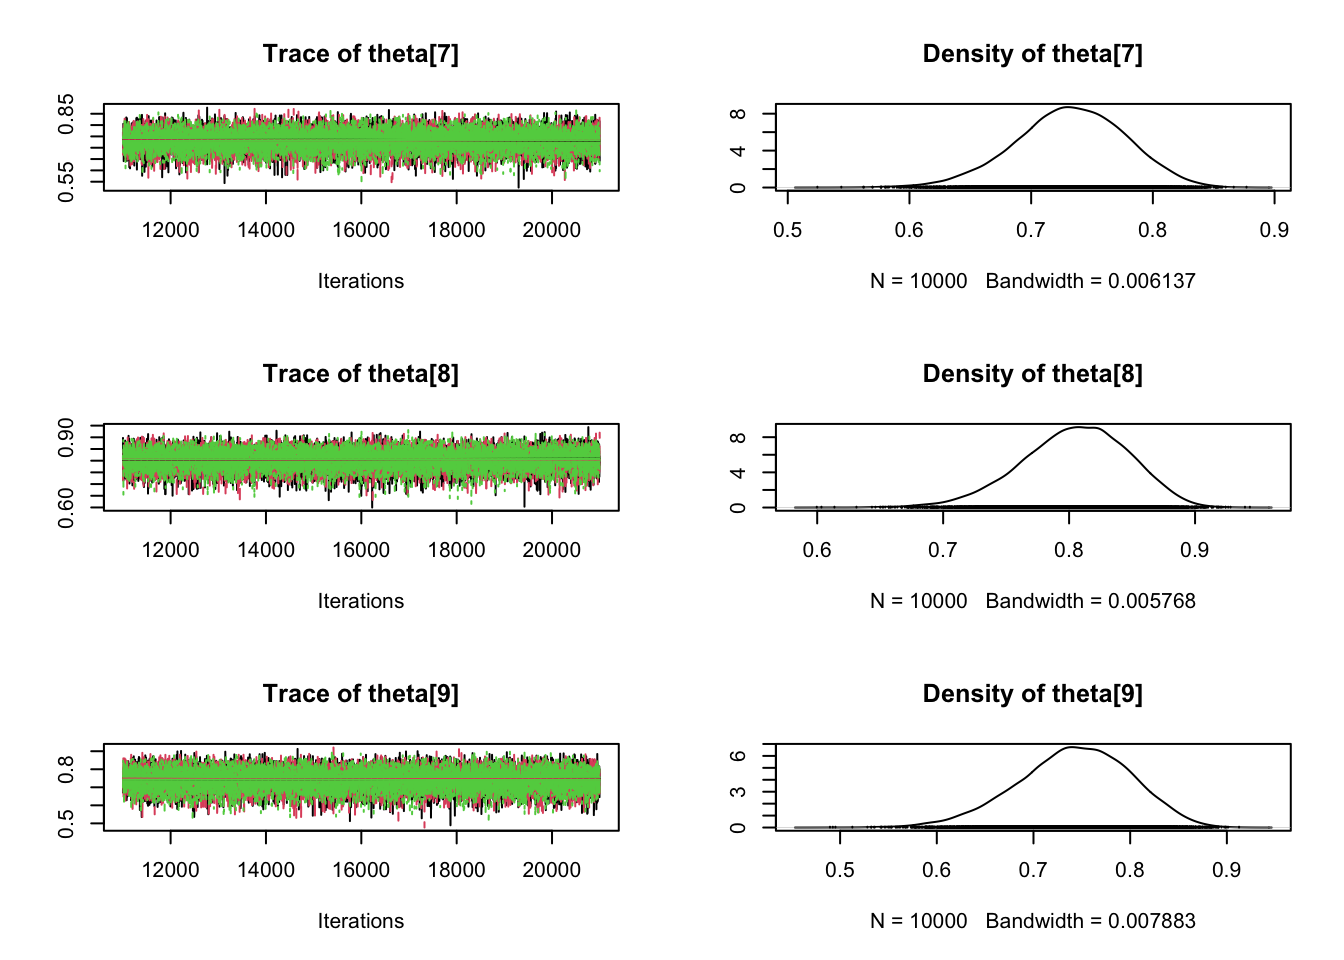 Trace of theta[7]
0.55 0.85
12000 14000 16000 18000 20000
Iterations
Density of theta[7]
0 4 8
0.5 0.6 0.7 0.8 0.9
N = 10000 Bandwidth = 0.006137
Trace of theta[8]
0.60 0.90
12000 14000 16000 18000 20000
Iterations
Density of theta[8]
0 4 8
0.6 0.7 0.8 0.9
N = 10000 Bandwidth = 0.005768
Trace of theta[9]
0.5 0.8
12000 14000 16000 18000 20000
Iterations
Density of theta[9]
0 3 6
0.5 0.6 0.7 0.8 0.9
N = 10000 Bandwidth = 0.007883